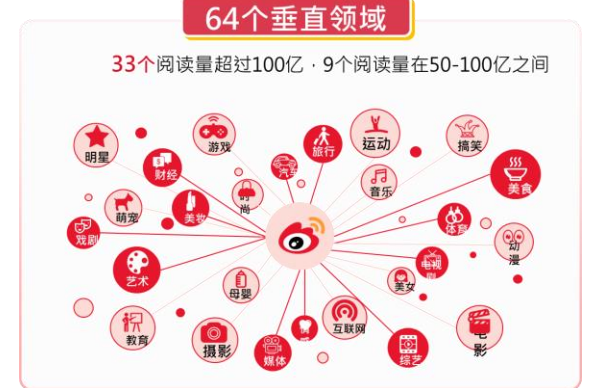 64个垂直领域
33个阅读量超过100亿，9个阅读量在50-100亿之间
明星
游戏
旅行
运动
搞笑
财经
汽车
音乐
美食
萌宠
美妆
时尚
体育
戏剧
动漫
艺术
电视剧
母婴
美女
教育
摄影
互联网
媒体
综艺
电影